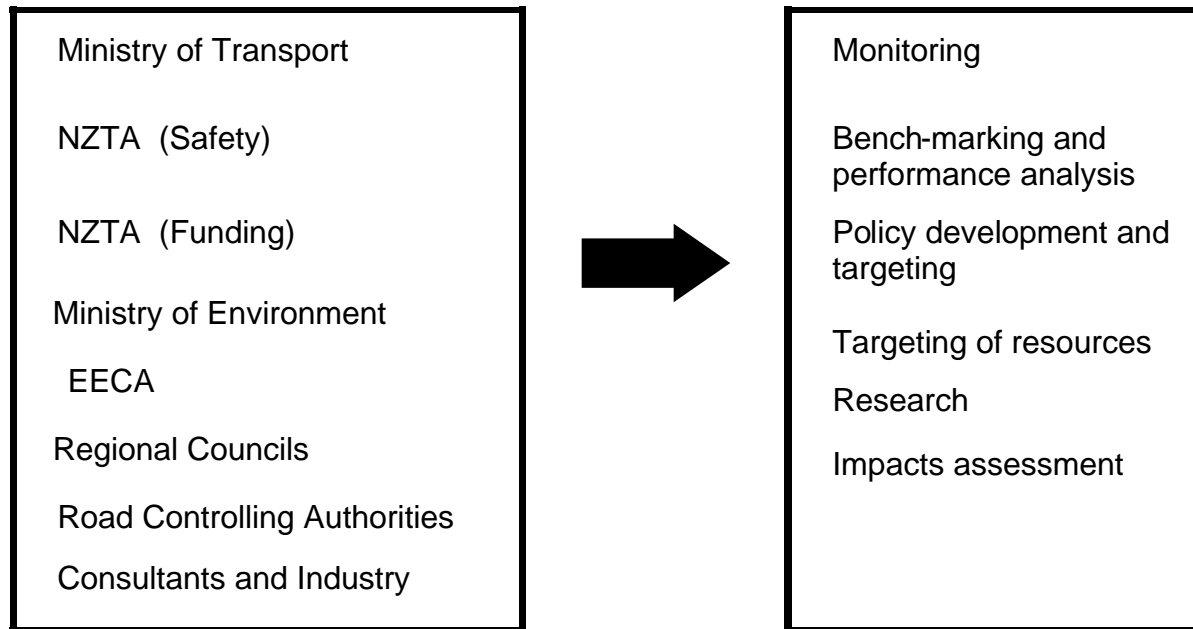 Ministry of Transport
NZTA (Safety)
NZTA (Funding)
Ministry of Environment
EECA
Regional Councils
Road Controlling Authorities
Consultants and Industry
Monitoring
Bench-marking and
performance analysis
Policy development and
targeting
Targeting of resources
Research
Impacts assessment